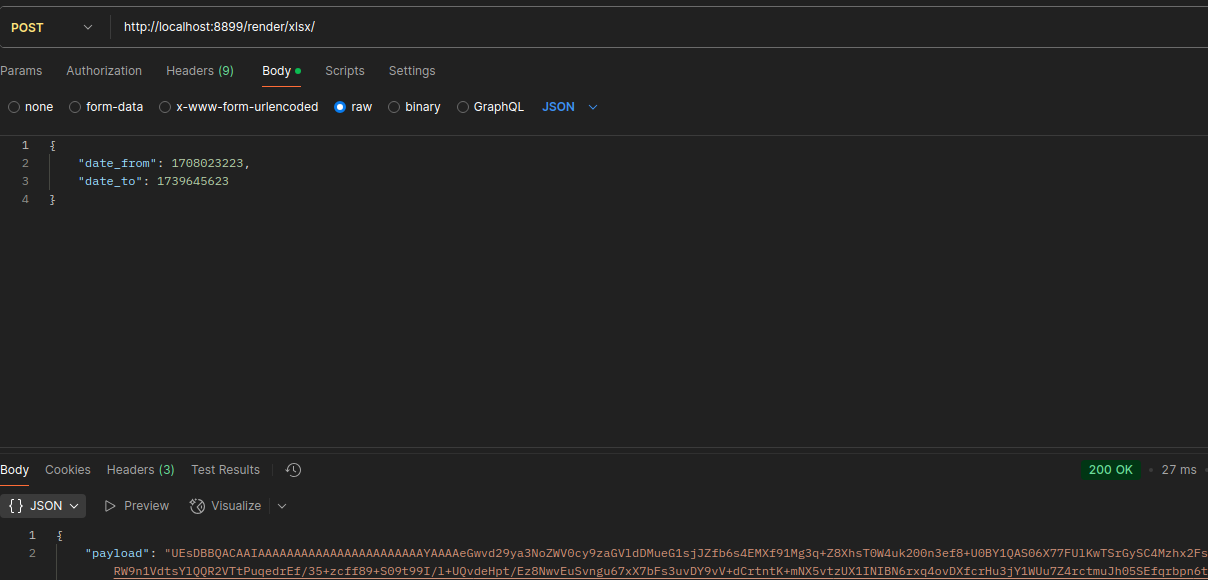 POST http://localhost:8899/render/xlsx/
Params Authorization Headers (9) Body Scripts Settings
none form-data x-www-form-urlencoded raw binary GraphQL JSON
1 {
2 "date_from": 1708023223,
3 "date_to": 1739645623
4 }
Body Cookies Headers (3) Test Results 200 OK • 27 ms •
{} JSON Preview Visualize
1 {
2 "payload": "UEsDBBQACAAIAAAAAAAAAAAAAAAAAAAAAAAAYAAAAeGwvd29ya3NoZWV0cy9zaGVldDMueG1sjJZfb6s4EMXf91Mg3q+Z8XhsT0W4uk200n3ef8+U0BY1QAS06X77FUlKwTSrGySC4Mzhx2Fs
RW9n1VdtsYlQQR2VTtPuqedrEf/35+zcff89+S09t99I/l+UQvdeHpt/Ez8NwvEuSvngu67xX7bFs3uvDY9vV+dCrtntK+mNX5vtzUX1INIBN6rxq4ovDXfcrHu3jY1WUu7Z4rctmuJh05SEfqrbpn6t